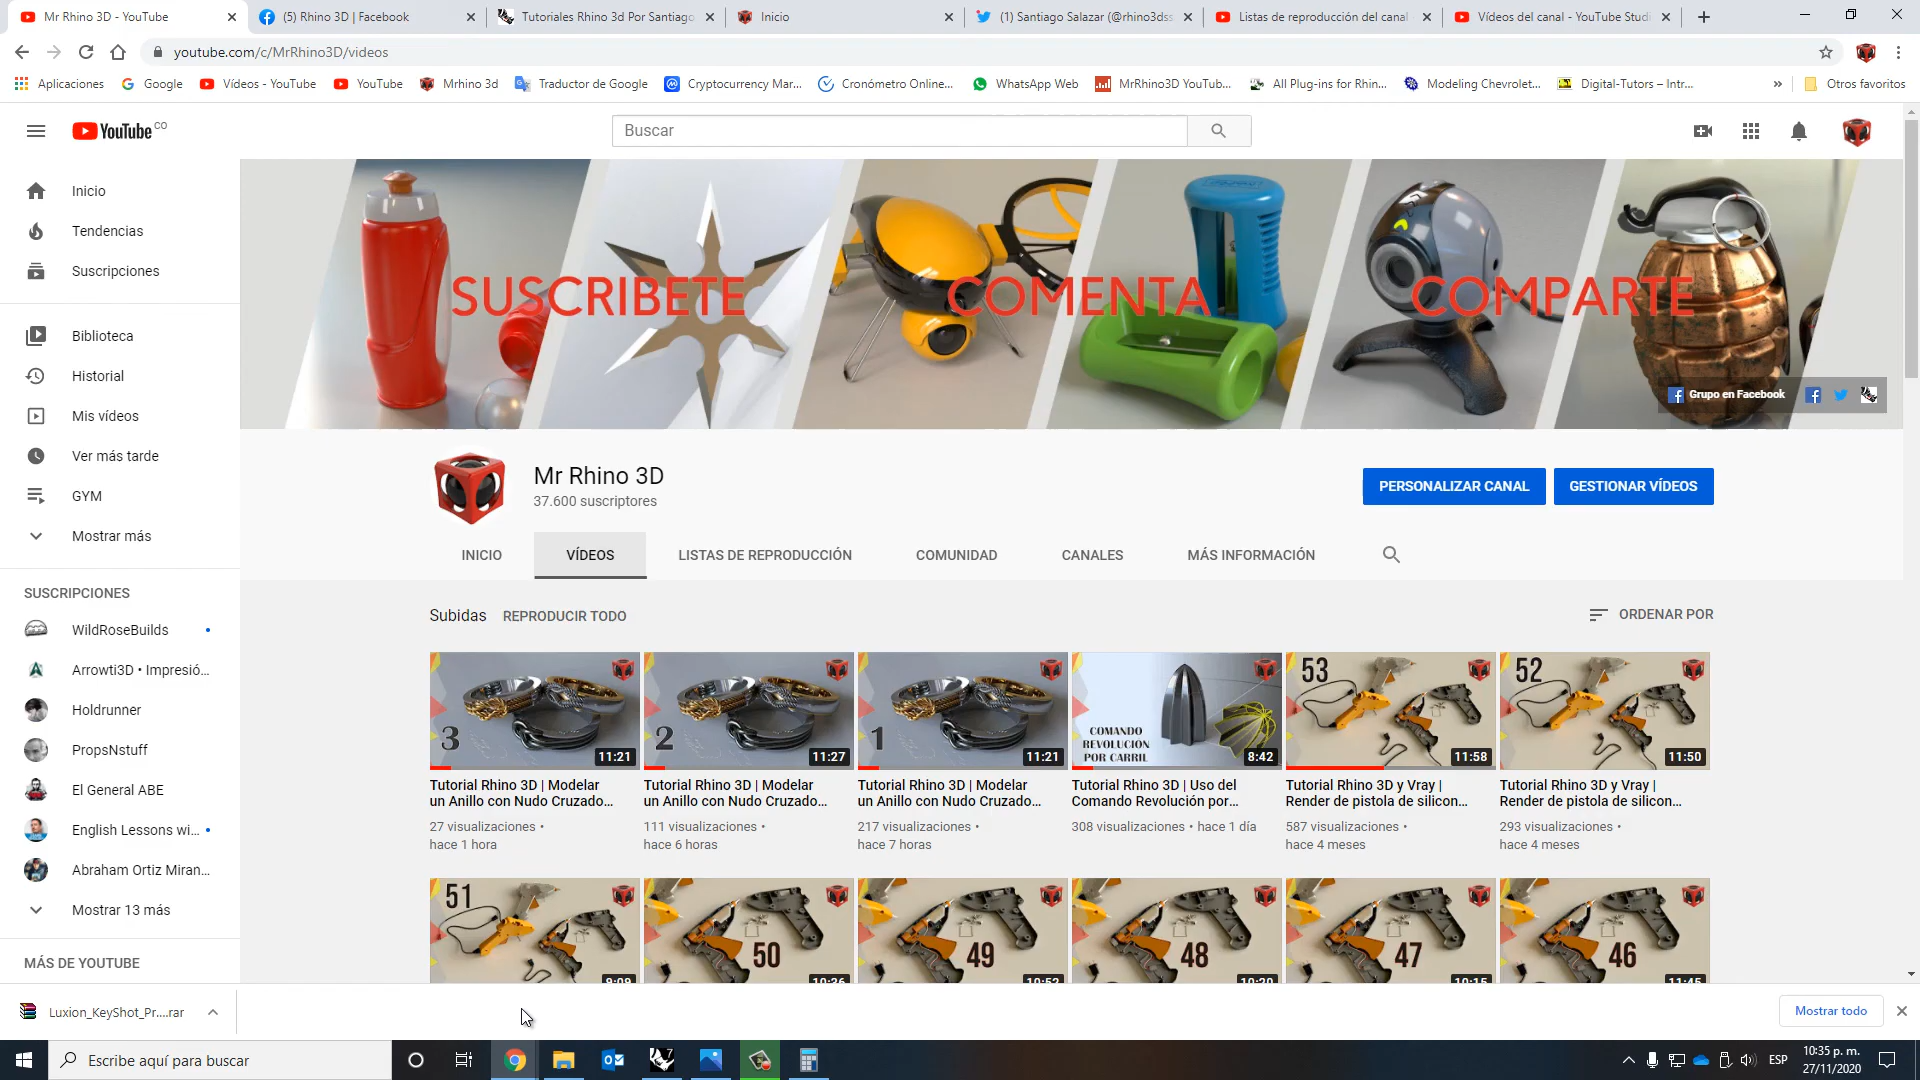 Mr Rhino 3D - YouTube
(5) Rhino 3D | Facebook
Tutoriales Rhino 3d Por Santiago
Inicio
(1) Santiago Salazar (@rhino3dss
Listas de reproducción del canal
Vídeos del canal - YouTube Studi
youtube.com/c/MrRhino3D/videos
Aplicaciones
Google
Vídeos - YouTube
YouTube
Mrhino 3d
Traductor de Google
Cryptocurrency Mar...
Cronómetro Online...
WhatsApp Web
MrRhino3D YouTub...
All Plug-ins for Rhin...
Modeling Chevrolet...
Digital-Tutors – Intr...
»
Otros favoritos
YouTube CO
Buscar
Inicio
Tendencias
Suscripciones
Biblioteca
Historial
Mis vídeos
Ver más tarde
GYM
Mostrar más
SUSCRIPCIONES
WildRoseBuilds
Arrowti3D • Impresió...
Holdrunner
PropsNstuff
El General ABE
English Lessons wi...
Abraham Ortiz Miran...
Mostrar 13 más
MÁS DE YOUTUBE
SUSCRIBETE
COMENTA
COMPARTE
Grupo en Facebook
Mr Rhino 3D
37.600 suscriptores
PERSONALIZAR CANAL
GESTIONAR VÍDEOS
INICIO
VÍDEOS
LISTAS DE REPRODUCCIÓN
COMUNIDAD
CANALES
MÁS INFORMACIÓN
Subidas
REPRODUCIR TODO
ORDENAR POR
3
11:21
Tutorial Rhino 3D | Modelar
un Anillo con Nudo Cruzado...
27 visualizaciones •
hace 1 hora
2
11:27
Tutorial Rhino 3D | Modelar
un Anillo con Nudo Cruzado...
111 visualizaciones •
hace 6 horas
1
11:21
Tutorial Rhino 3D | Modelar
un Anillo con Nudo Cruzado...
217 visualizaciones •
hace 7 horas
COMANDO
REVOLUCION
POR CARRIL
8:42
Tutorial Rhino 3D | Uso del
Comando Revolución por...
308 visualizaciones • hace 1 día
53
11:58
Tutorial Rhino 3D y Vray |
Render de pistola de silicon...
587 visualizaciones •
hace 4 meses
52
11:50
Tutorial Rhino 3D y Vray |
Render de pistola de silicon...
293 visualizaciones •
hace 4 meses
51
50
49
48
47
46
Luxion_KeyShot_Pr....rar
Mostrar todo
Escribe aquí para buscar
7
ESP
10:35 p. m.
27/11/2020